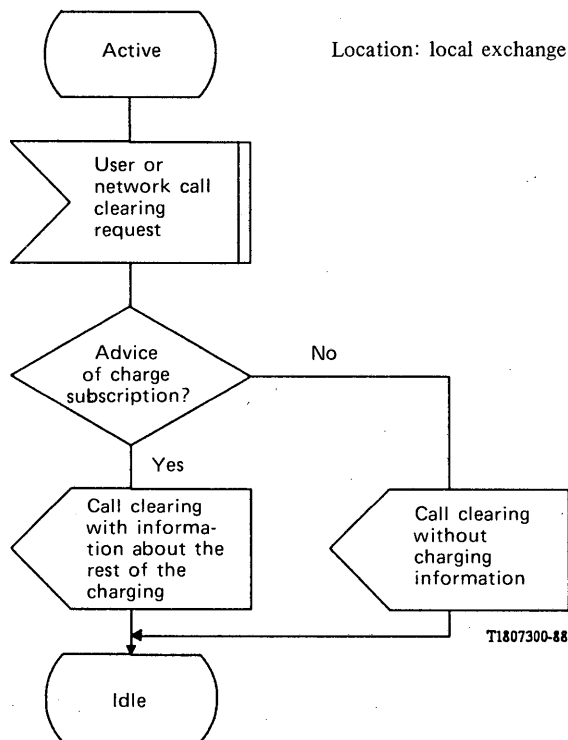 Active
Location: local exchange
User or
network call
clearing
request
Advice
of charge
subscription?
No
Yes
Call clearing
with informa-
tion about the
rest of the
charging
Call clearing
without
charging
information
T1807300-88
Idle